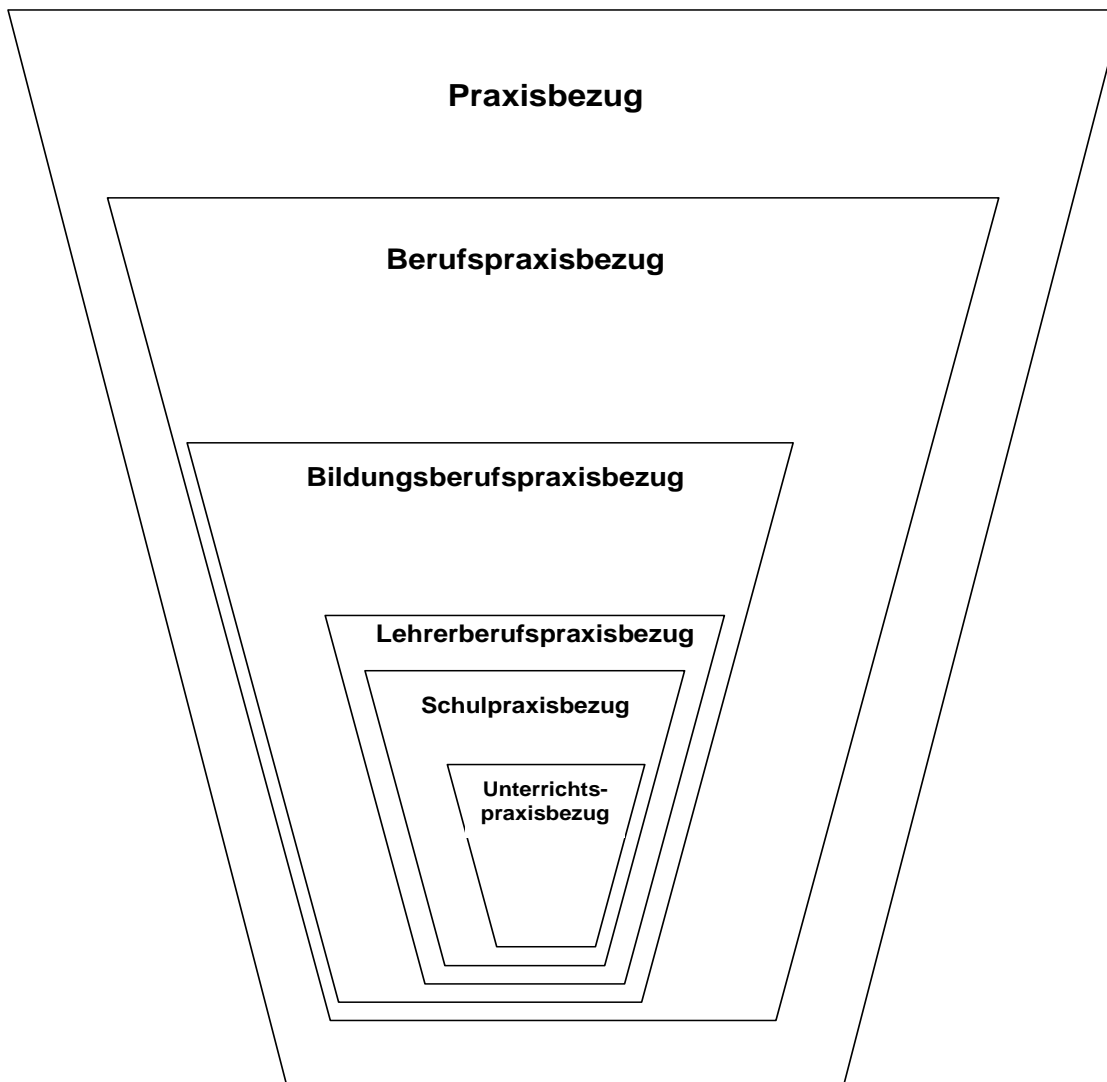 Praxisbezug
Berufspraxisbezug
Bildungsberufspraxisbezug
Lehrerberufspraxisbezug
Schulpraxisbezug
Unterrichts-
praxisbezug